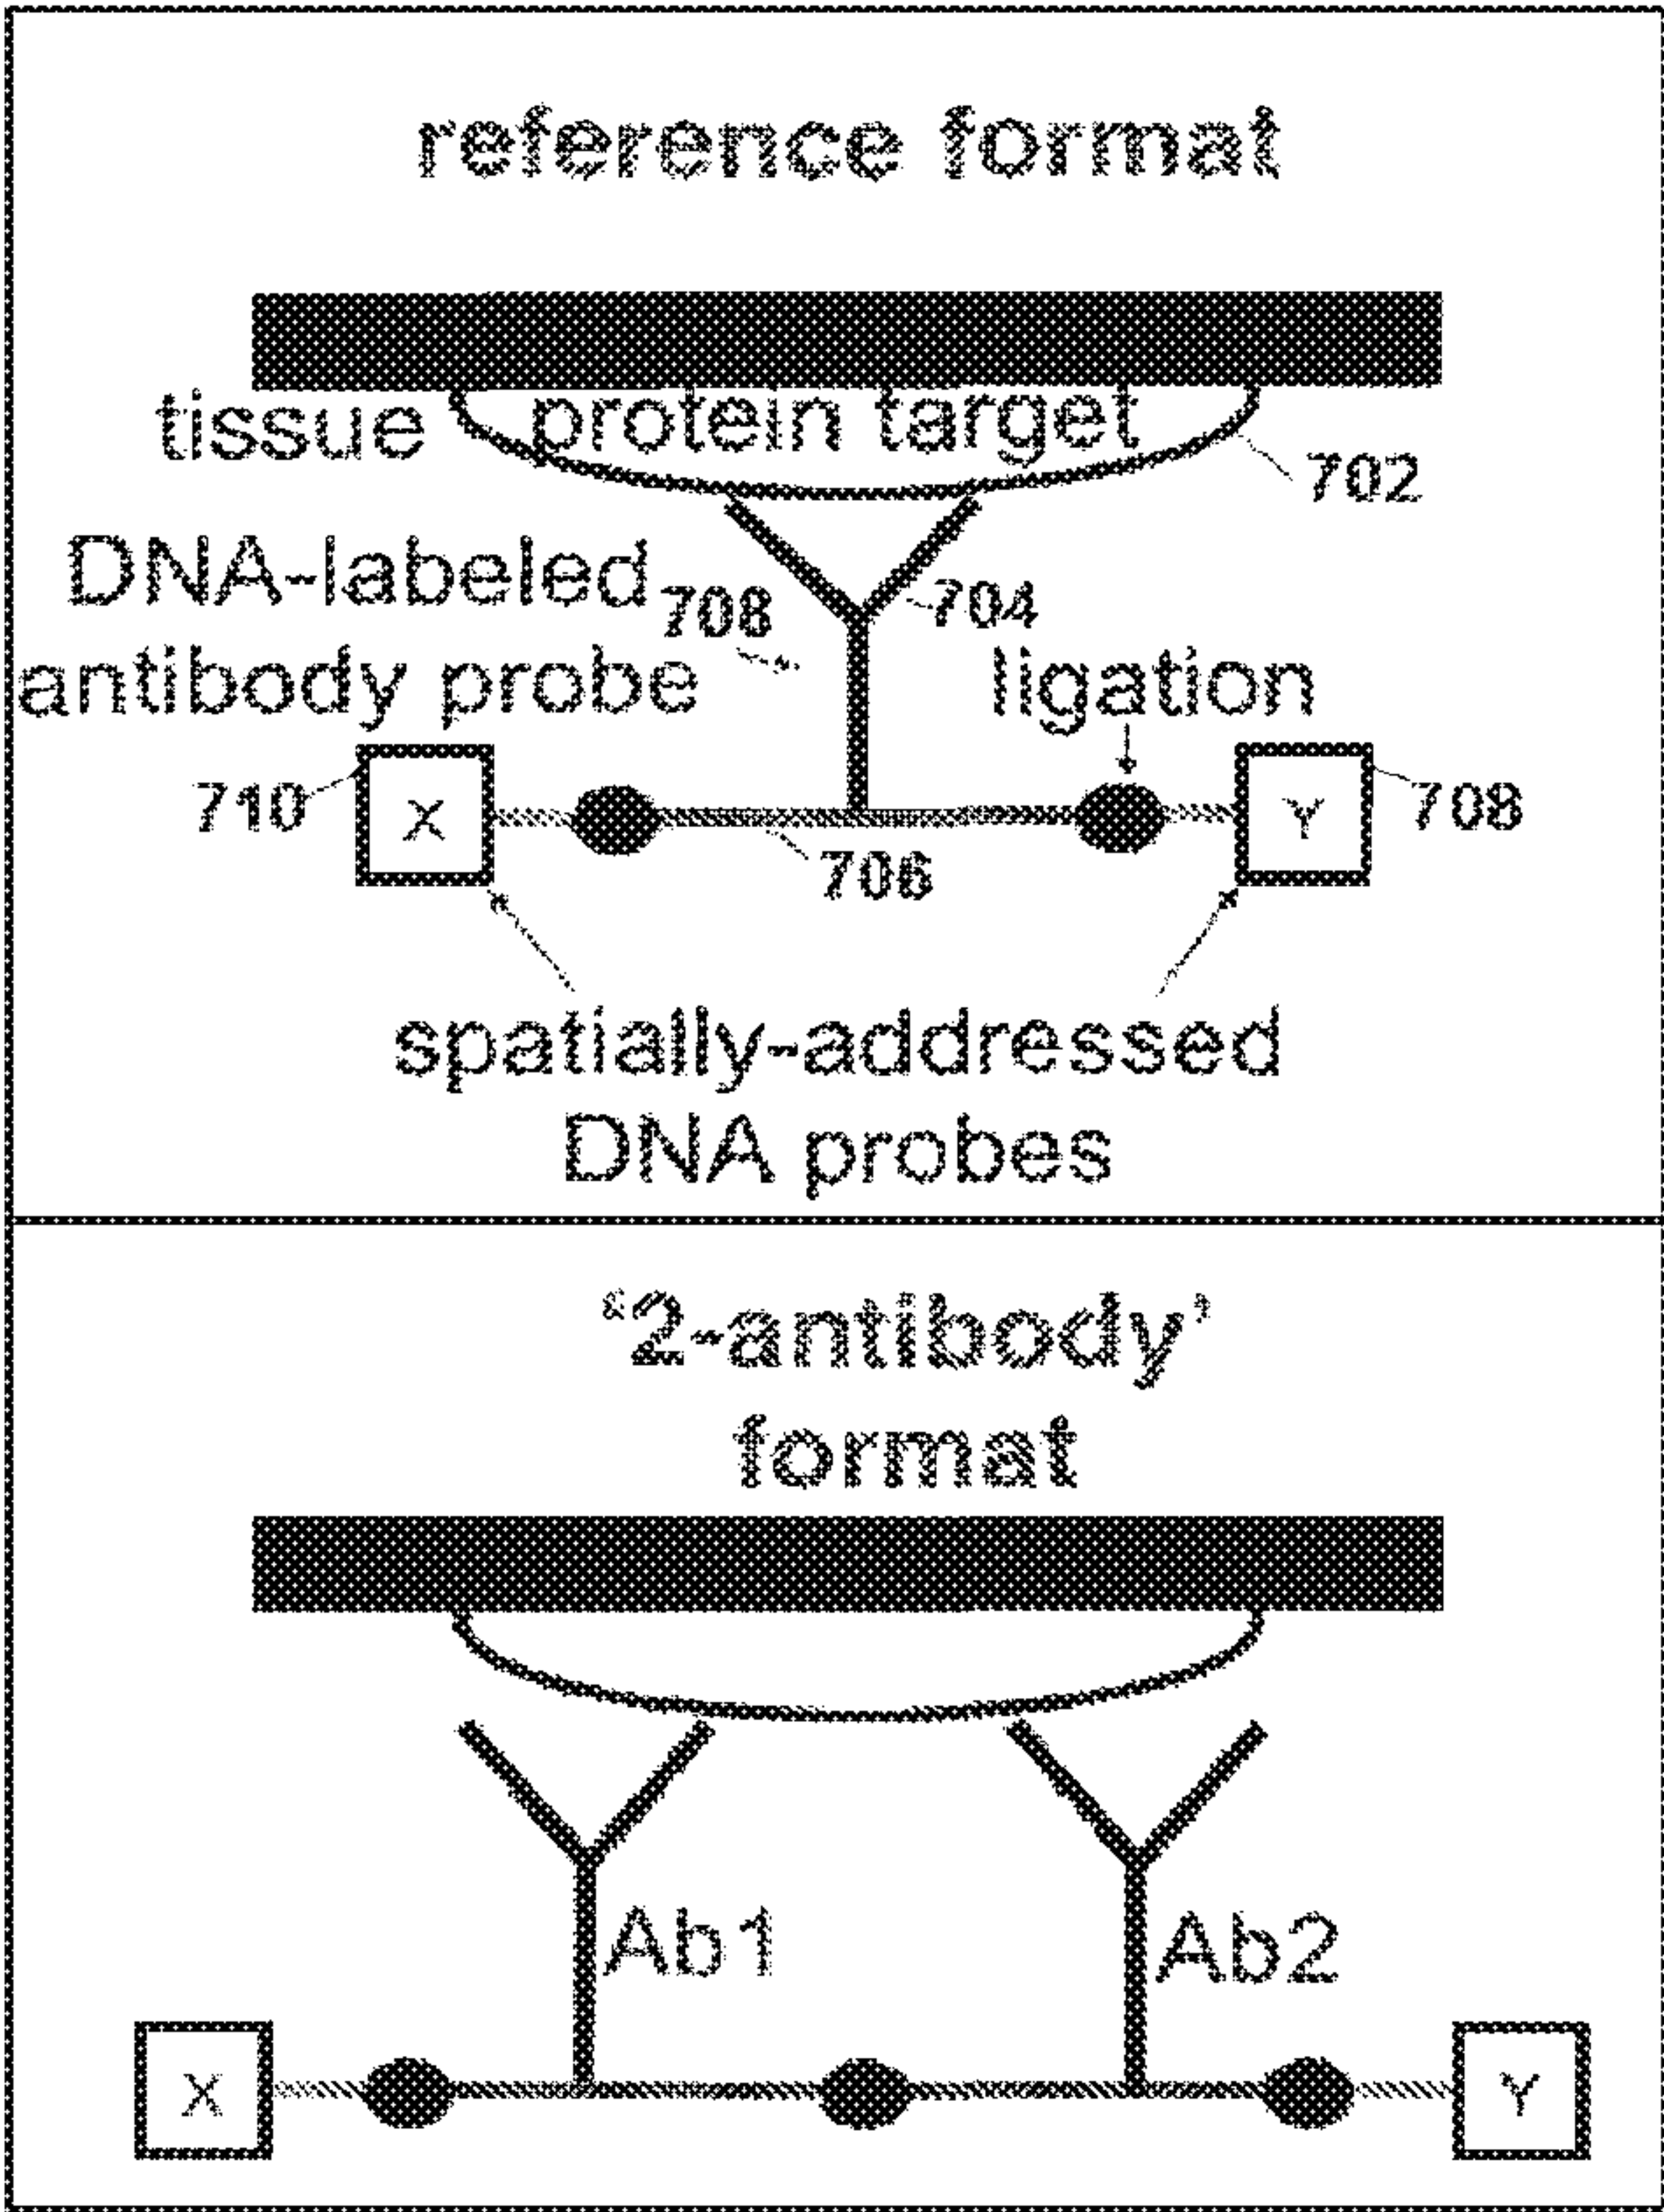 reference format
tissue
protein target
702
DNA-labeled
708
704
antibody probe
ligation
710
X
Y
708
706
spatially-addressed
DNA probes
‘2-antibody’
format
Ab1
Ab2
X
Y